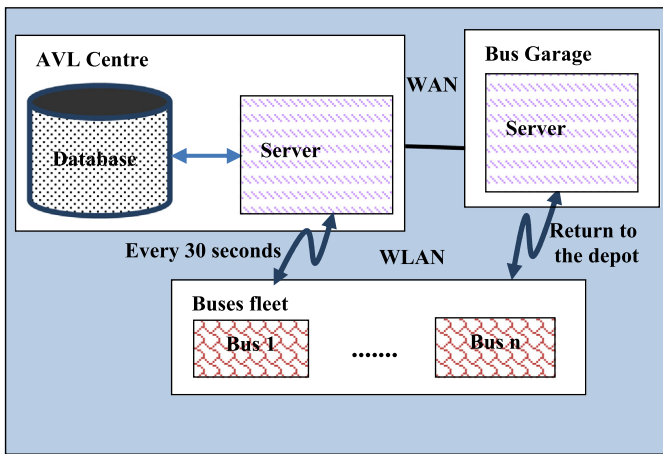 AVL Centre
Database
Server
WAN
Bus Garage
Server
Every 30 seconds
WLAN
Return to
the depot
Buses fleet
Bus 1
.......
Bus n